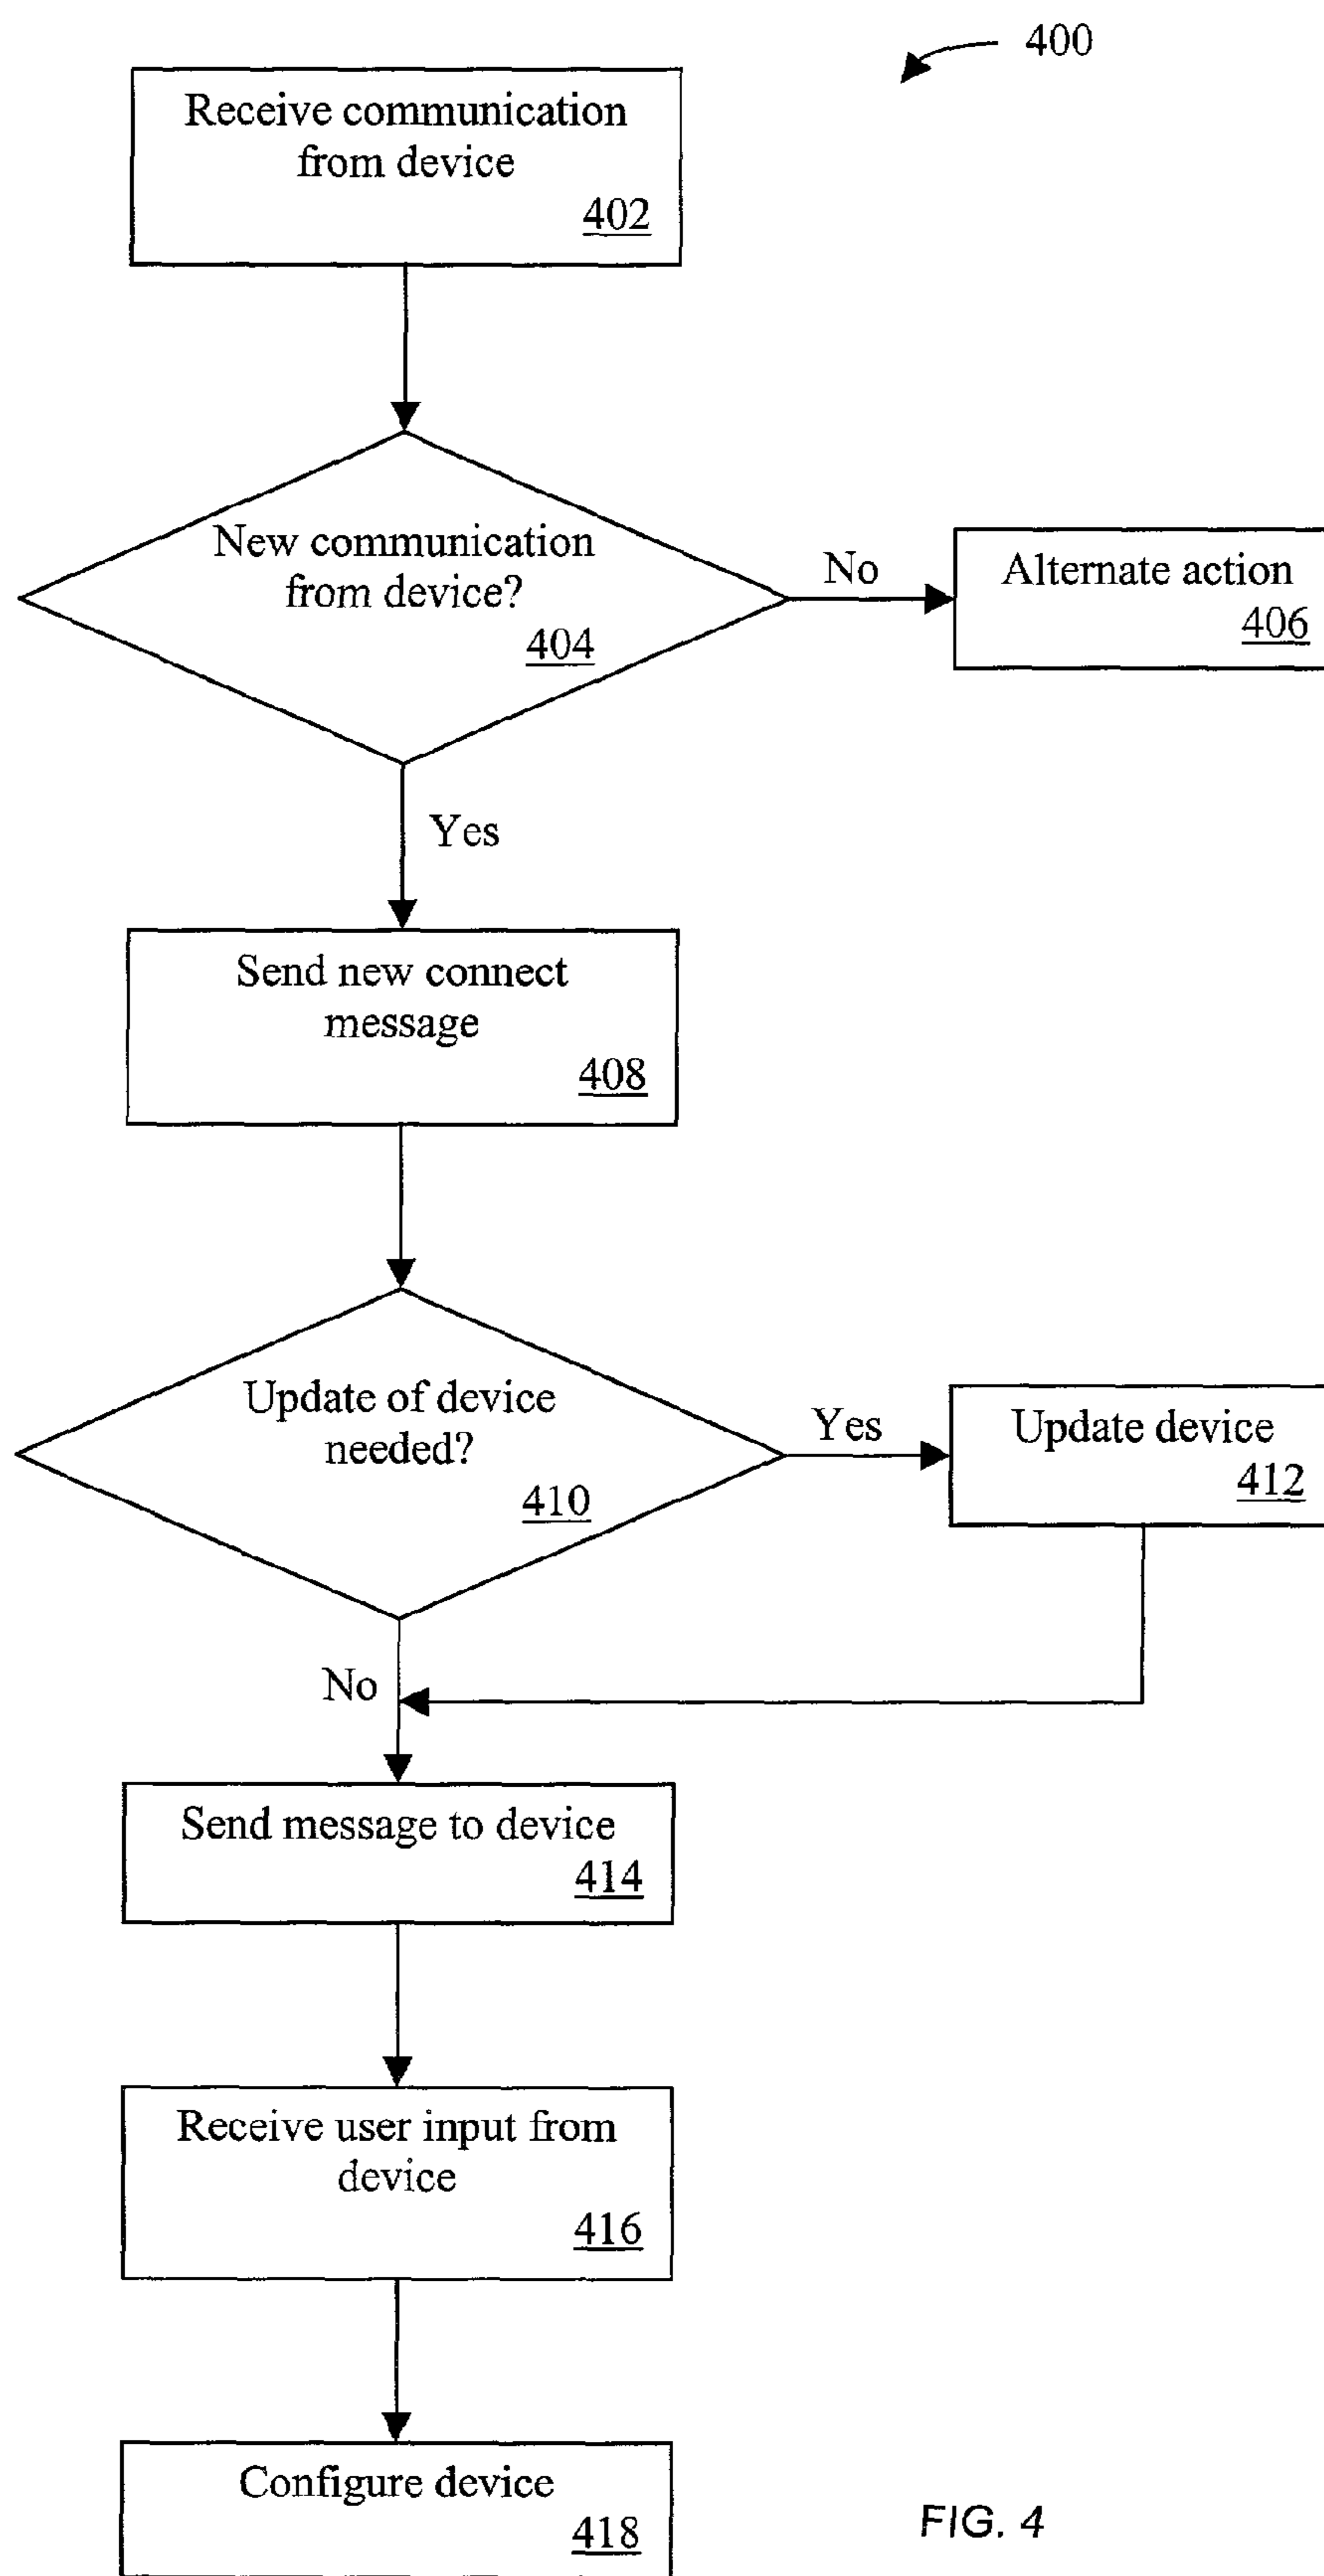 400
Receive communication
from device
402
New communication
from device?
404
No
Alternate action
406
Yes
Send new connect
message
408
Update of device
needed?
410
Yes
Update device
412
No
Send message to device
414
Receive user input from
device
416
Configure device
418
FIG. 4